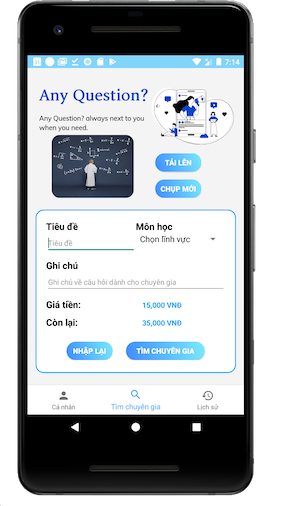 7:14
Any Question?
Any Question? always next to you
when you need.
TẢI LÊN
CHỤP MỚI
Tiêu đề
Môn học
Tiêu đề
Chọn lĩnh vực
Ghi chú
Ghi chú về câu hỏi dành cho chuyên gia
Giá tiền:
15,000 VNĐ
Còn lại:
35,000 VNĐ
NHẬP LẠI
TÌM CHUYÊN GIA
Cá nhân
Tìm chuyên gia
Lịch sử